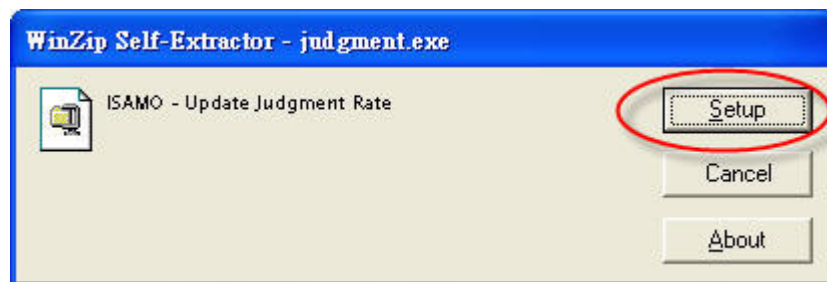 WinZip Self-Extractor - judgment.exe
ISAMO - Update Judgment Rate
Setup
Cancel
About